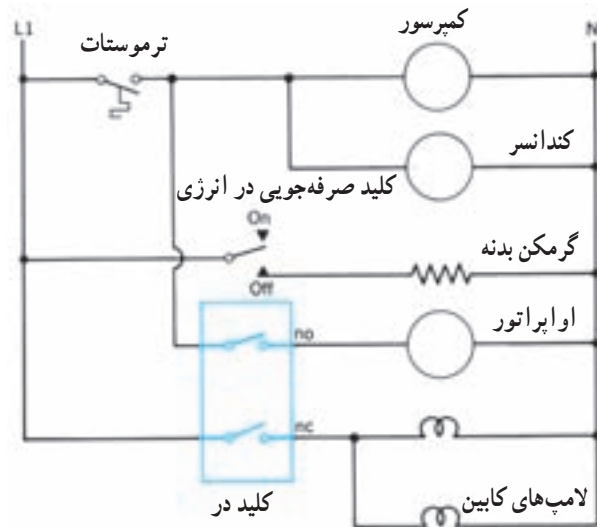 L1
ترموستات
کمپرسور
N
کندانسر
کلید صرفه‌جویی در انرژی
On
گرمکن بدنه
Off
اواپراتور
no
nc
لامپ‌های کابین
کلید در